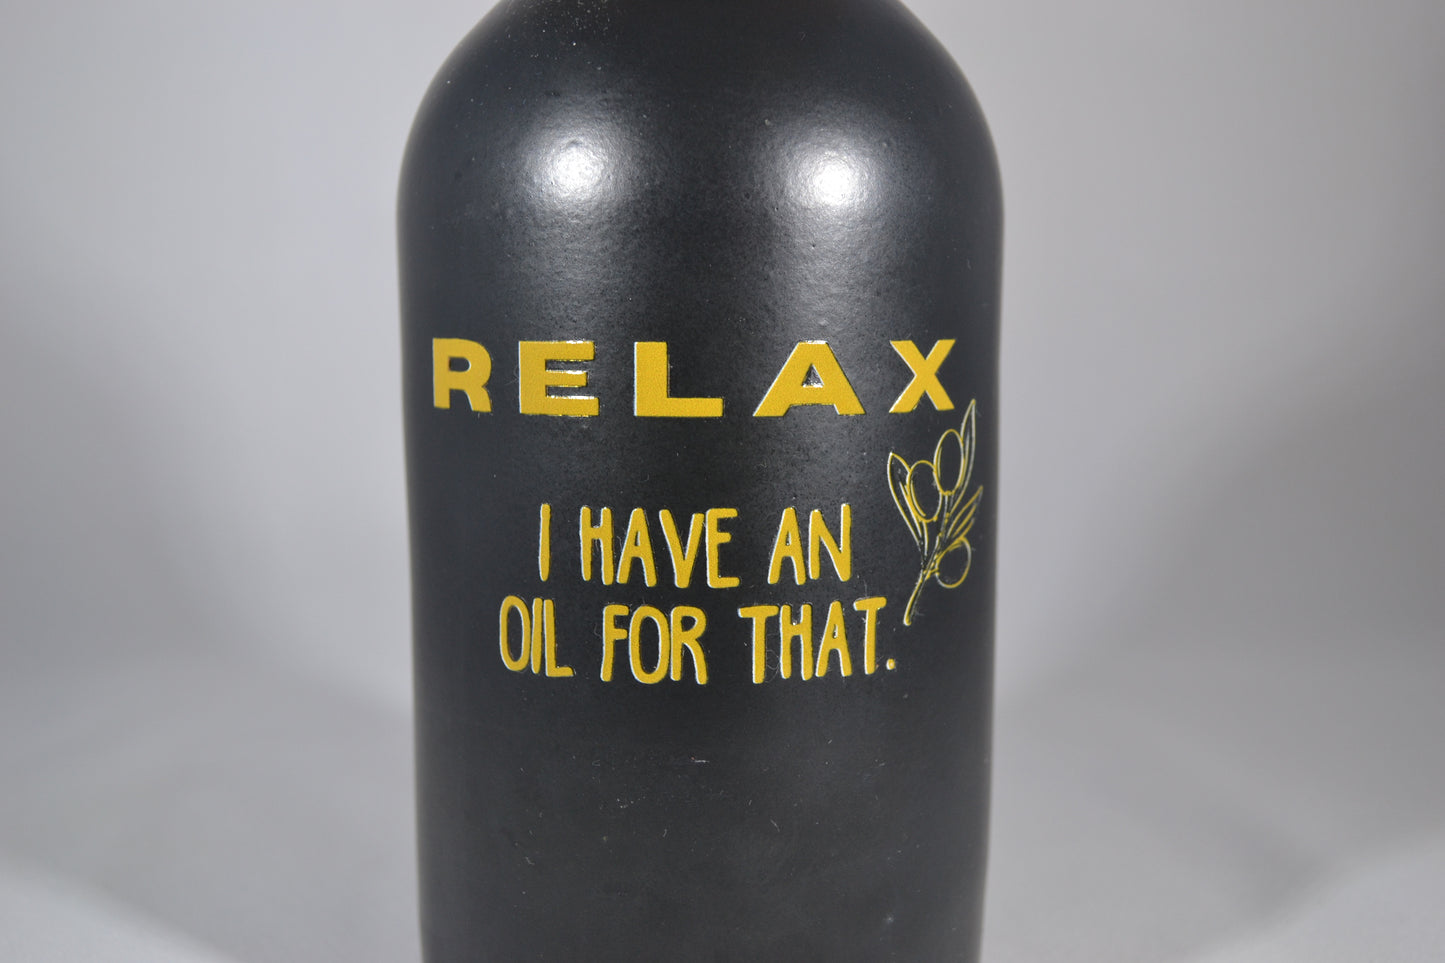 RELAX
I HAVE AN
OIL FOR THAT.